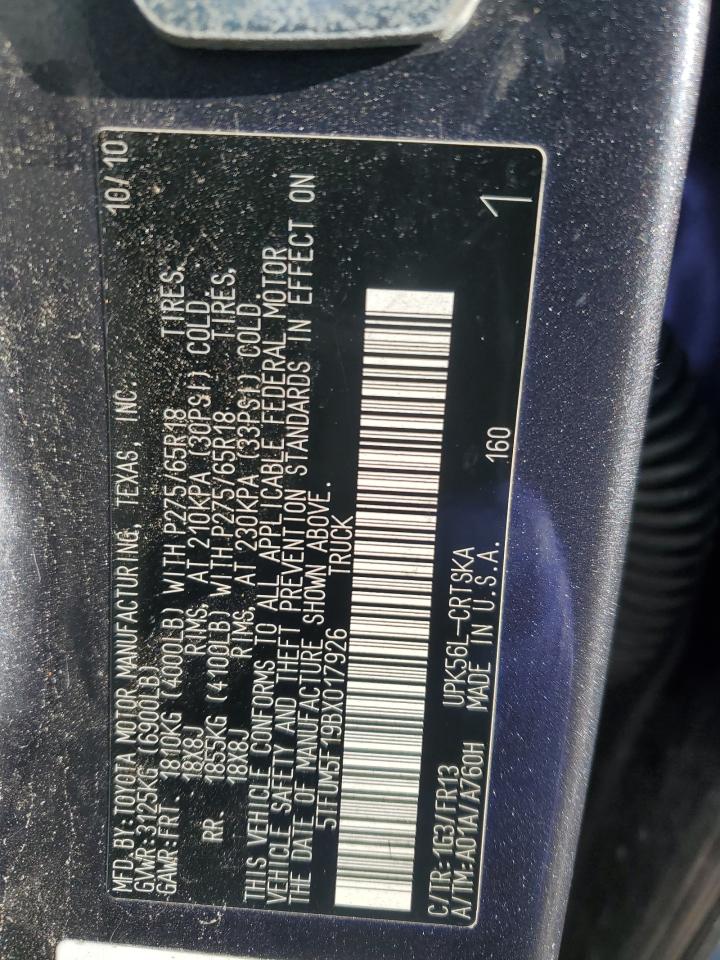 MFD.BY:TOYOTA MOTOR MANUFACTURING, TEXAS, INC. 10/10
GVWR:3125KG (6900LB)
GAWR:FRT. 1810KG (4000LB) WITH P275/65R18 TIRES,
18X8J RIMS, AT 210KPA (30PSI) COLD
RR. 1855KG (4100LB) WITH P275/65R18 TIRES,
18X8J RIMS, AT 230KPA (33PSI) COLD
THIS VEHICLE CONFORMS TO ALL APPLICABLE FEDERAL MOTOR
VEHICLE SAFETY AND THEFT PREVENTION STANDARDS IN EFFECT ON
THE DATE OF MANUFACTURE SHOWN ABOVE.
5TFUM5F19BX017926 TRUCK
C/TR:1G3/FR13 UPK56L-CRTSKA 160 1
A/TM:A01A/A760H MADE IN U.S.A.